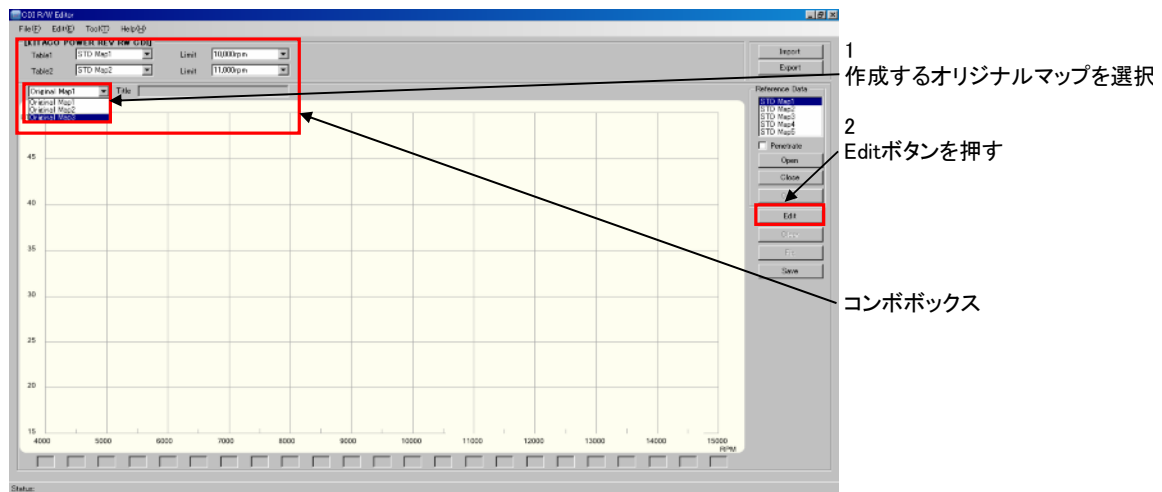 CDI R/W Editor
File(F) Edit(E) Tool(T) Help(H)
[KITACO POWER REV RW CDI]
Table1 STD Map1 Limit 10,000rpm
Table2 STD Map2 Limit 11,000rpm
Original Map1 Title
Original Map1
Original Map2
Original Map3
Import
Export
Reference Data
STD Map1
STD Map2
STD Map3
STD Map4
STD Map5
Penetrate
Open
Close
Edit
Save
1
作成するオリジナルマップを選択
2
Editボタンを押す
コンボボックス
45
40
35
30
25
20
15
4000 5000 6000 7000 8000 9000 10000 11000 12000 13000 14000 15000
RPM
Status: